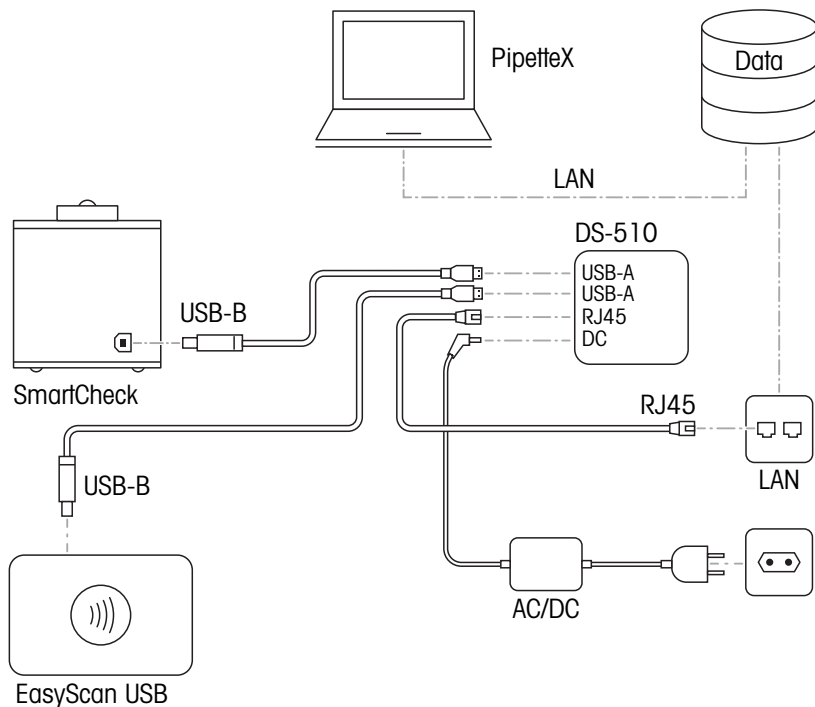 PipetteX
Data
LAN
DS-510
USB-A
USB-A
RJ45
DC
USB-B
SmartCheck
RJ45
LAN
USB-B
AC/DC
EasyScan USB